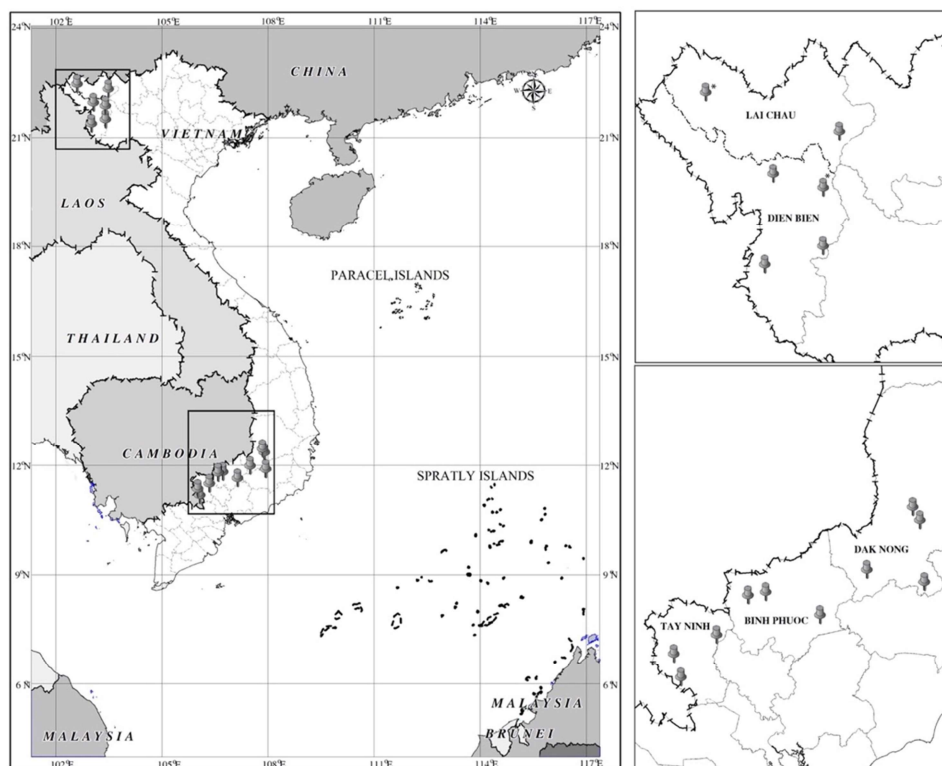 102°E 105°E 108°E 111°E 114°E 117°E
24°N
CHINA
W E
S
21°N
VIETNAM
LAOS
18°N
PARACEL ISLANDS
THAILAND
15°N
CAMBODIA
12°N
SPRATLY ISLANDS
9°N
6°N
MALAYSIA
BRUNEI
MALAYSIA
102°E 105°E 108°E 111°E 114°E 117°E
24°N
21°N
18°N
15°N
12°N
9°N
6°N
*
LAI CHAU
*
DIEN BIEN
DAK NONG
BINH PHUOC
TAY NINH